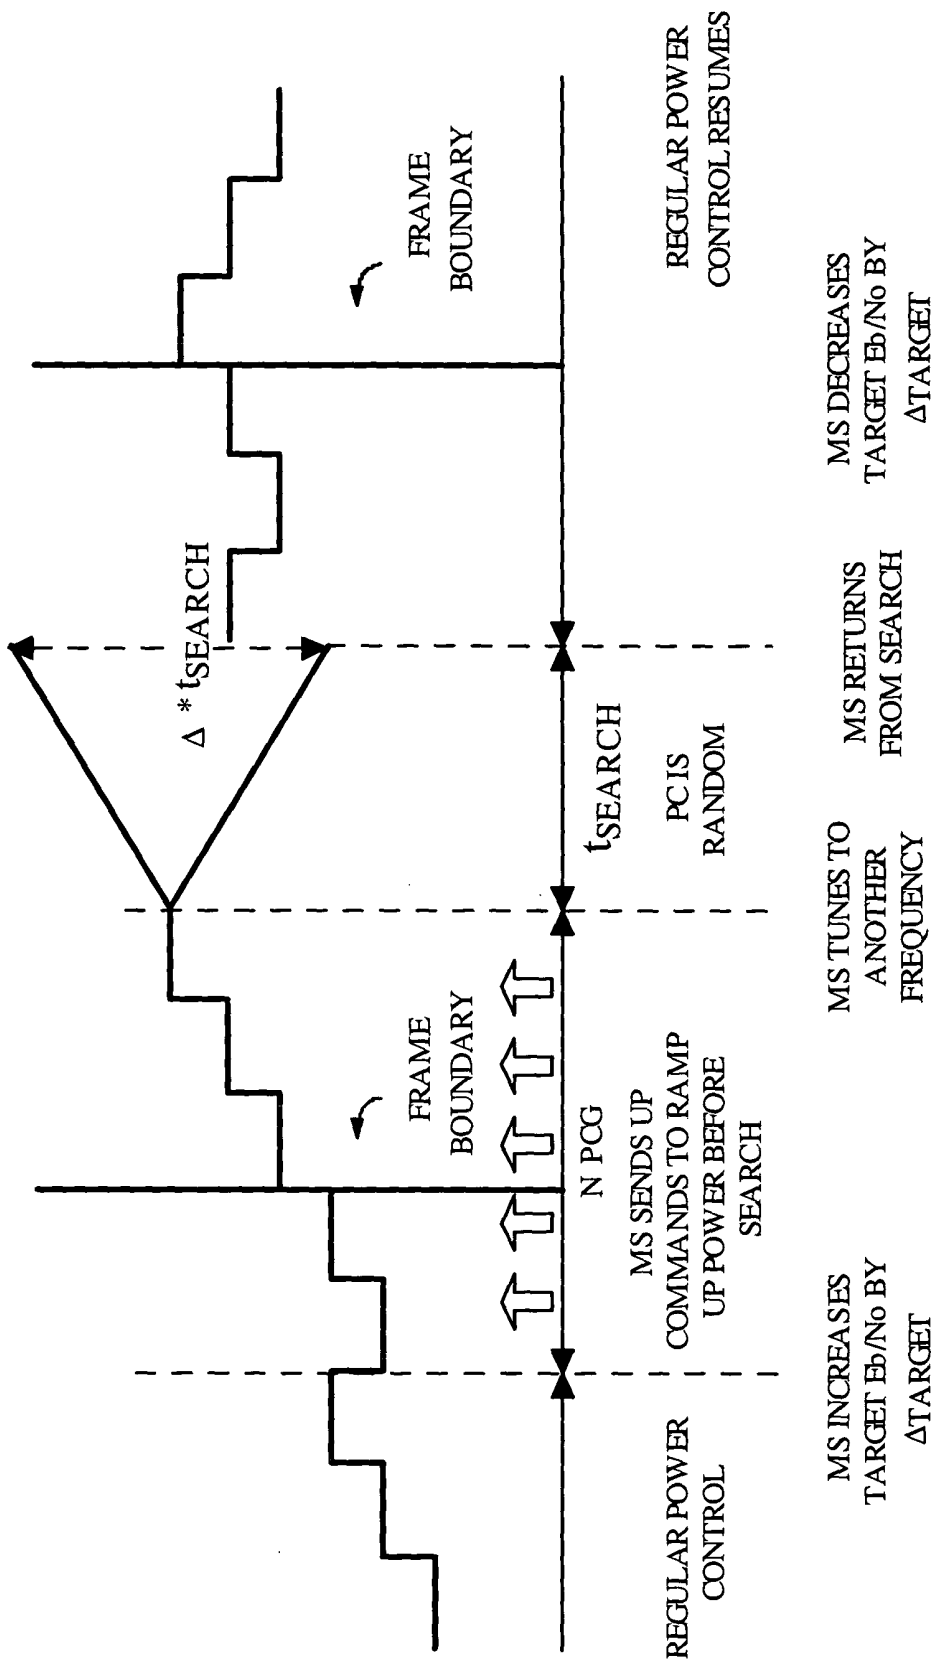 Δ * tSEARCH
FRAME
BOUNDARY
FRAME
BOUNDARY
N PCG
tSEARCH
REGULAR POWER
CONTROL
MS SENDS UP
COMMANDS TO RAMP
UP POWER BEFORE
SEARCH
PC IS
RANDOM
REGULAR POWER
CONTROL RESUMES
MS INCREASES
TARGET Eb/No BY
ΔTARGET
MS TUNES TO
ANOTHER
FREQUENCY
MS RETURNS
FROM SEARCH
MS DECREASES
TARGET Eb/No BY
ΔTARGET